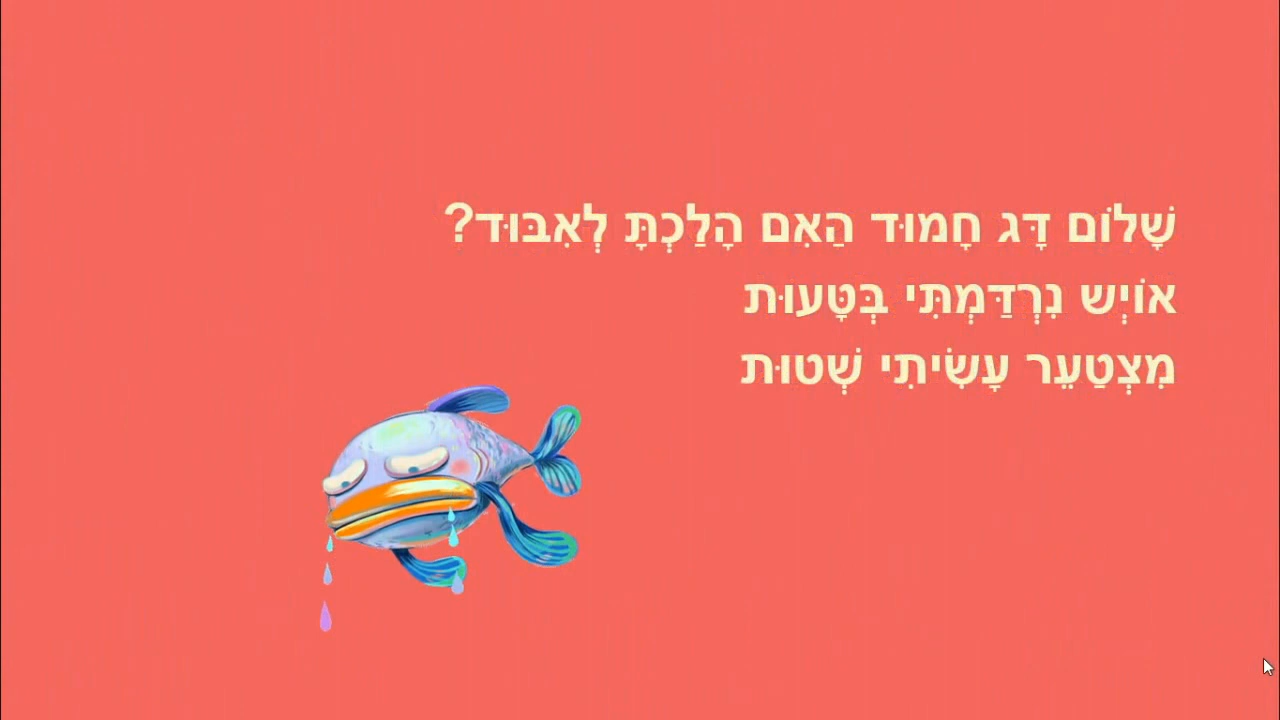 שָׁלוֹם דָּג חָמוּד הַאִם הָלַכְתָּ לְאִבּוּד?
אוֹיְש נִרְדַּמְתִּי בְּטָּעוּת
מִצְטַעֵר עָשִׂיתִי שְׁטוּת